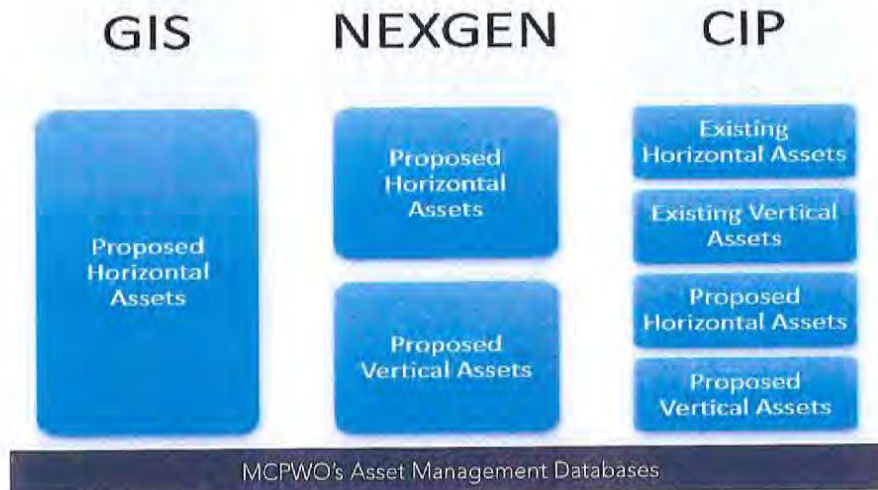 GIS
NEXGEN
CIP
Proposed
Horizontal
Assets
Proposed
Horizontal
Assets
Proposed
Vertical Assets
Existing
Horizontal Assets
Existing Vertical
Assets
Proposed
Horizontal Assets
Proposed
Vertical Assets
MCPWO's Asset Management Databases